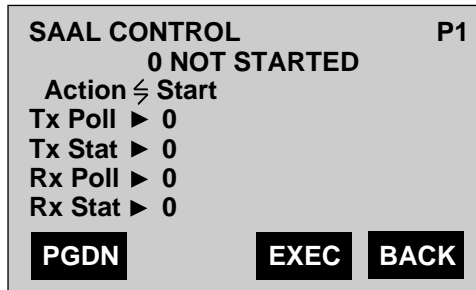 SAAL CONTROL P1
0 NOT STARTED
Action ⇋ Start
Tx Poll ► 0
Tx Stat ► 0
Rx Poll ► 0
Rx Stat ► 0
PGDN EXEC BACK